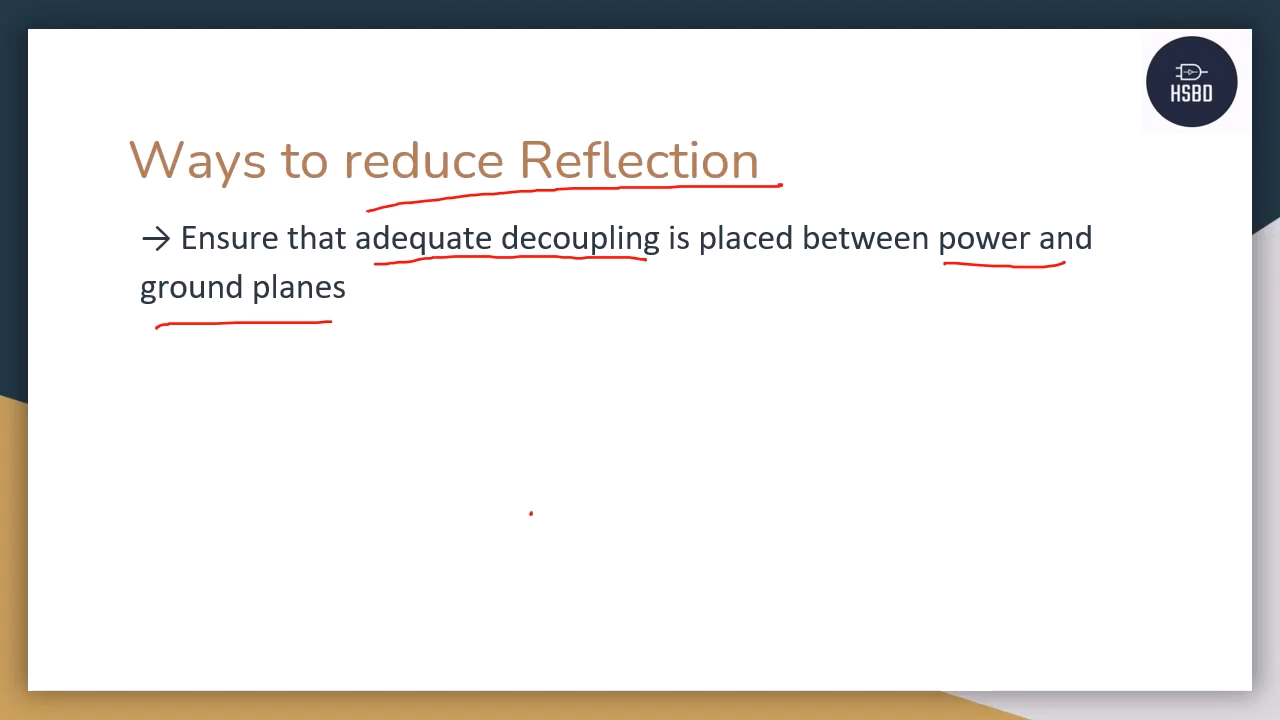 HSBD
Ways to reduce Reflection
→ Ensure that adequate decoupling is placed between power and
ground planes